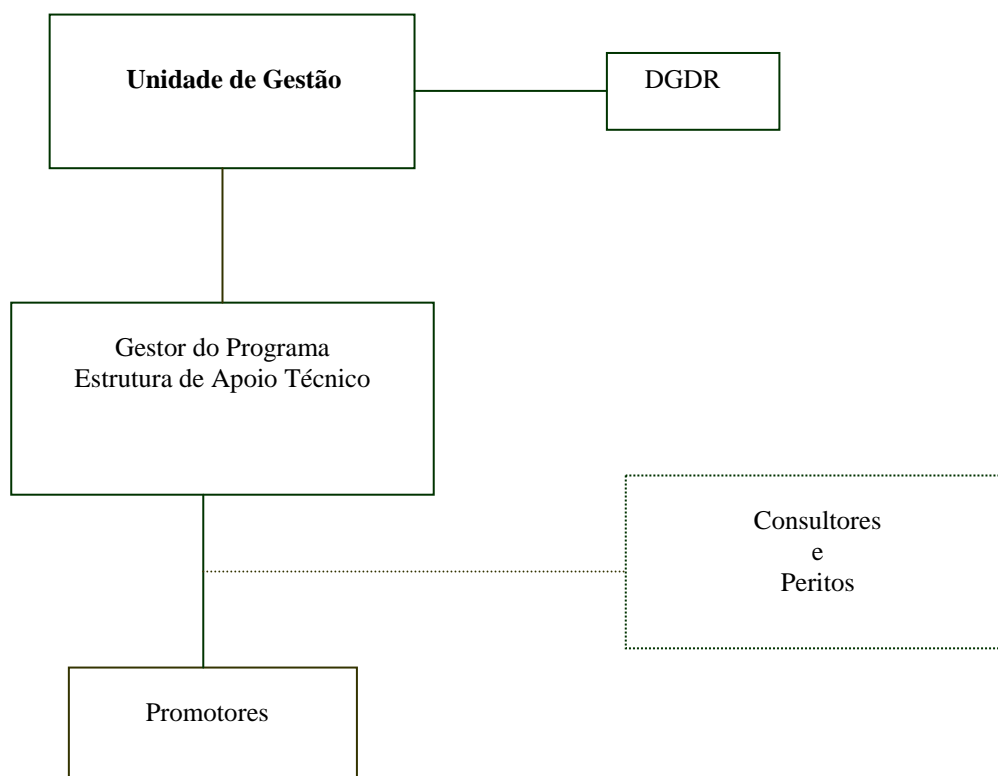 Unidade de Gestão
DGDR
Gestor do Programa
Estrutura de Apoio Técnico
Consultores
e
Peritos
Promotores